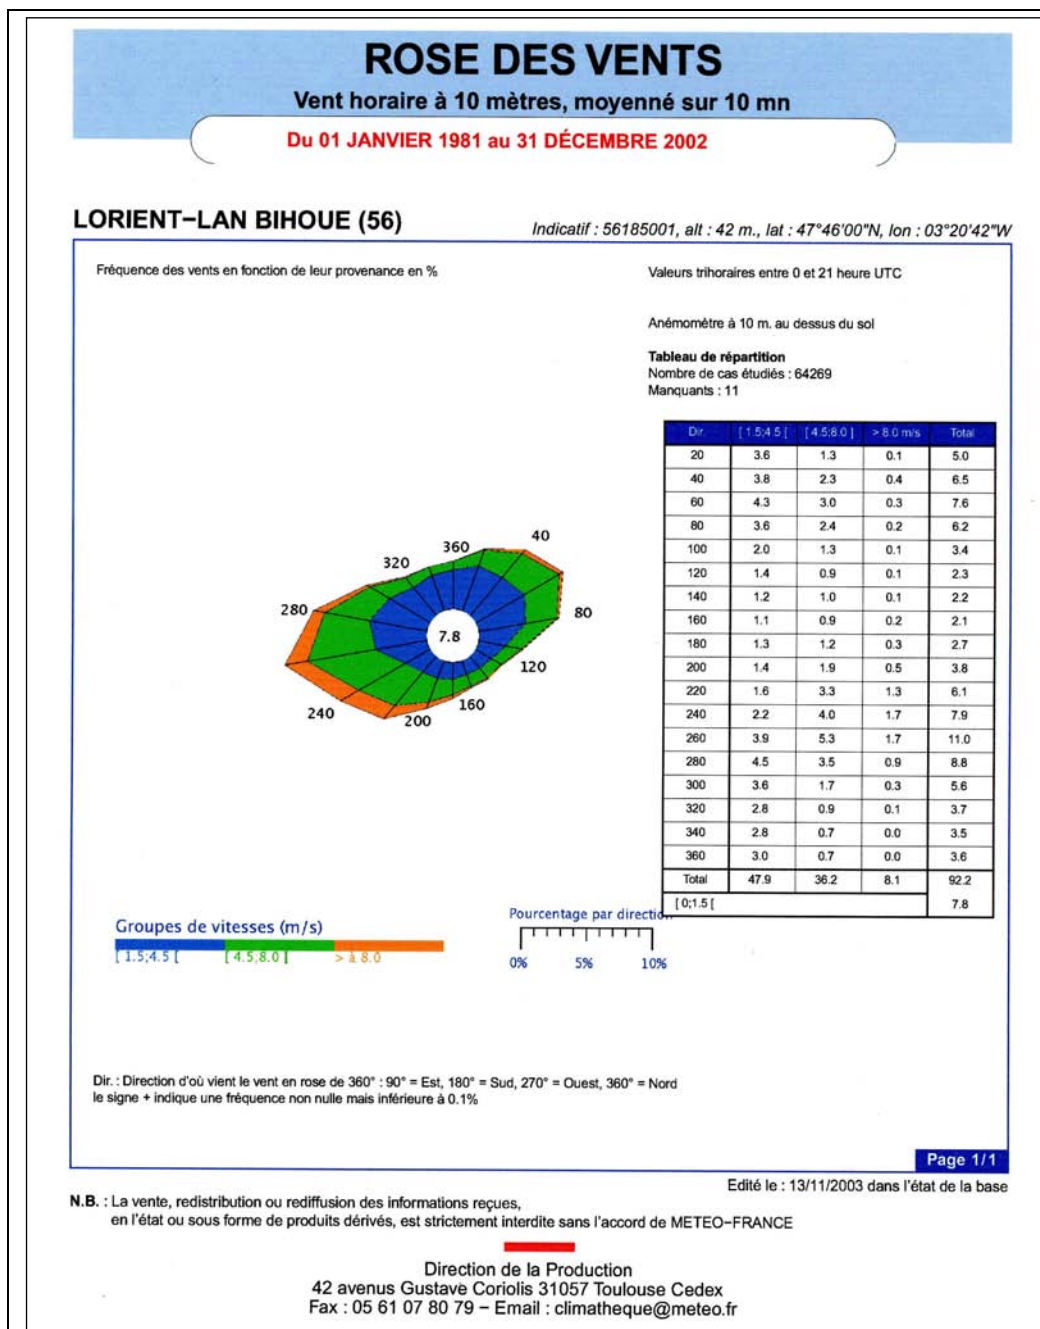 ROSE DES VENTS
Vent horaire à 10 mètres, moyenné sur 10 mn
Du 01 JANVIER 1981 au 31 DÉCEMBRE 2002
LORIENT−LAN BIHOUE (56)
Indicatif : 56185001, alt : 42 m., lat : 47°46'00"N, lon : 03°20'42"W
Fréquence des vents en fonction de leur provenance en %
Valeurs trihoraires entre 0 et 21 heure UTC
Anémomètre à 10 m. au dessus du sol
Tableau de répartition
Nombre de cas étudiés : 64269
Manquants : 11
Dir. [ 1.5;4.5 [ [ 4.5;8.0 ] > 8.0 m/s Total
20 3.6 1.3 0.1 5.0
40 3.8 2.3 0.4 6.5
60 4.3 3.0 0.3 7.6
80 3.6 2.4 0.2 6.2
100 2.0 1.3 0.1 3.4
120 1.4 0.9 0.1 2.3
140 1.2 1.0 0.1 2.2
160 1.1 0.9 0.2 2.1
180 1.3 1.2 0.3 2.7
200 1.4 1.9 0.5 3.8
220 1.6 3.3 1.3 6.1
240 2.2 4.0 1.7 7.9
260 3.9 5.3 1.7 11.0
280 4.5 3.5 0.9 8.8
300 3.6 1.7 0.3 5.6
320 2.8 0.9 0.1 3.7
340 2.8 0.7 0.0 3.5
360 3.0 0.7 0.0 3.6
Total 47.9 36.2 8.1 92.2
[ 0;1.5 [ 7.8
360
40
320
280
80
7.8
120
160
240
200
Groupes de vitesses (m/s)
[ 1.5;4.5 [ [ 4.5;8.0 [ > à 8.0
Pourcentage par direction
0% 5% 10%
Dir. : Direction d'où vient le vent en rose de 360° : 90° = Est, 180° = Sud, 270° = Ouest, 360° = Nord
le signe + indique une fréquence non nulle mais inférieure à 0.1%
Page 1/1
Edité le : 13/11/2003 dans l'état de la base
N.B. : La vente, redistribution ou rediffusion des informations reçues,
en l'état ou sous forme de produits dérivés, est strictement interdite sans l'accord de METEO−FRANCE
Direction de la Production
42 avenus Gustave Coriolis 31057 Toulouse Cedex
Fax : 05 61 07 80 79 − Email : climatheque@meteo.fr